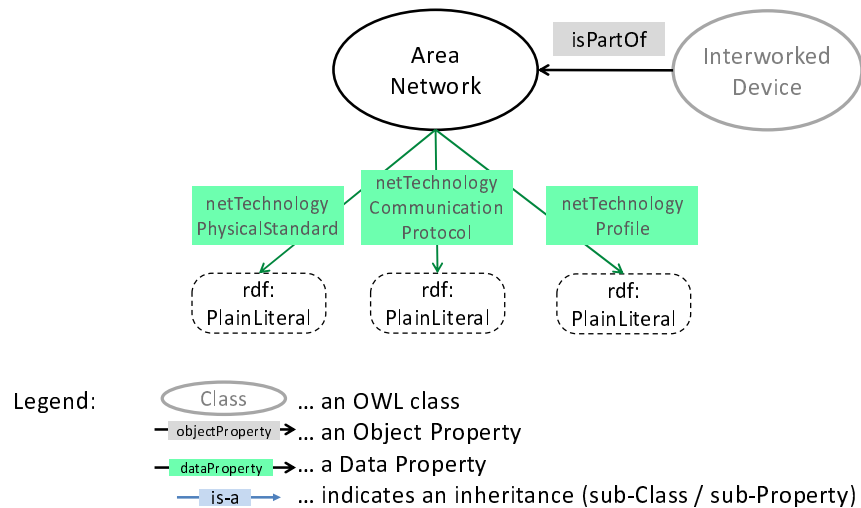 isPartOf
Area
Network
Interworked
Device
netTechnology
PhysicalStandard
netTechnology
Communication
Protocol
netTechnology
Profile
rdf:
PlainLiteral
rdf:
PlainLiteral
rdf:
PlainLiteral
Legend:
Class
... an OWL class
objectProperty
... an Object Property
dataProperty
... a Data Property
is-a
... indicates an inheritance (sub-Class / sub-Property)